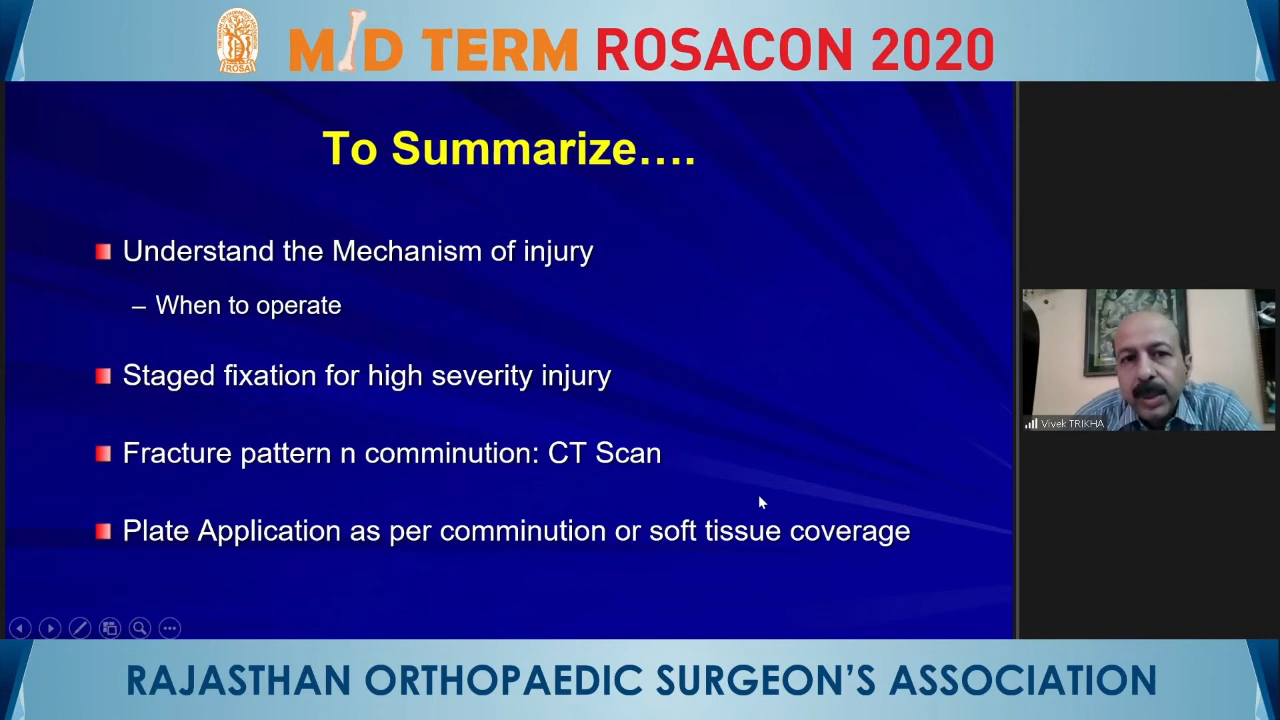 ROSA
MID TERM ROSACON 2020
To Summarize….
Understand the Mechanism of injury
– When to operate
Staged fixation for high severity injury
Fracture pattern n comminution: CT Scan
Plate Application as per comminution or soft tissue coverage
Vivek TRIKHA
RAJASTHAN ORTHOPAEDIC SURGEON’S ASSOCIATION